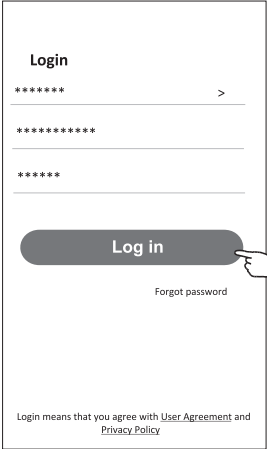 Login
******* >
***********
******
Log in
Forgot password
Login means that you agree with User Agreement and
Privacy Policy